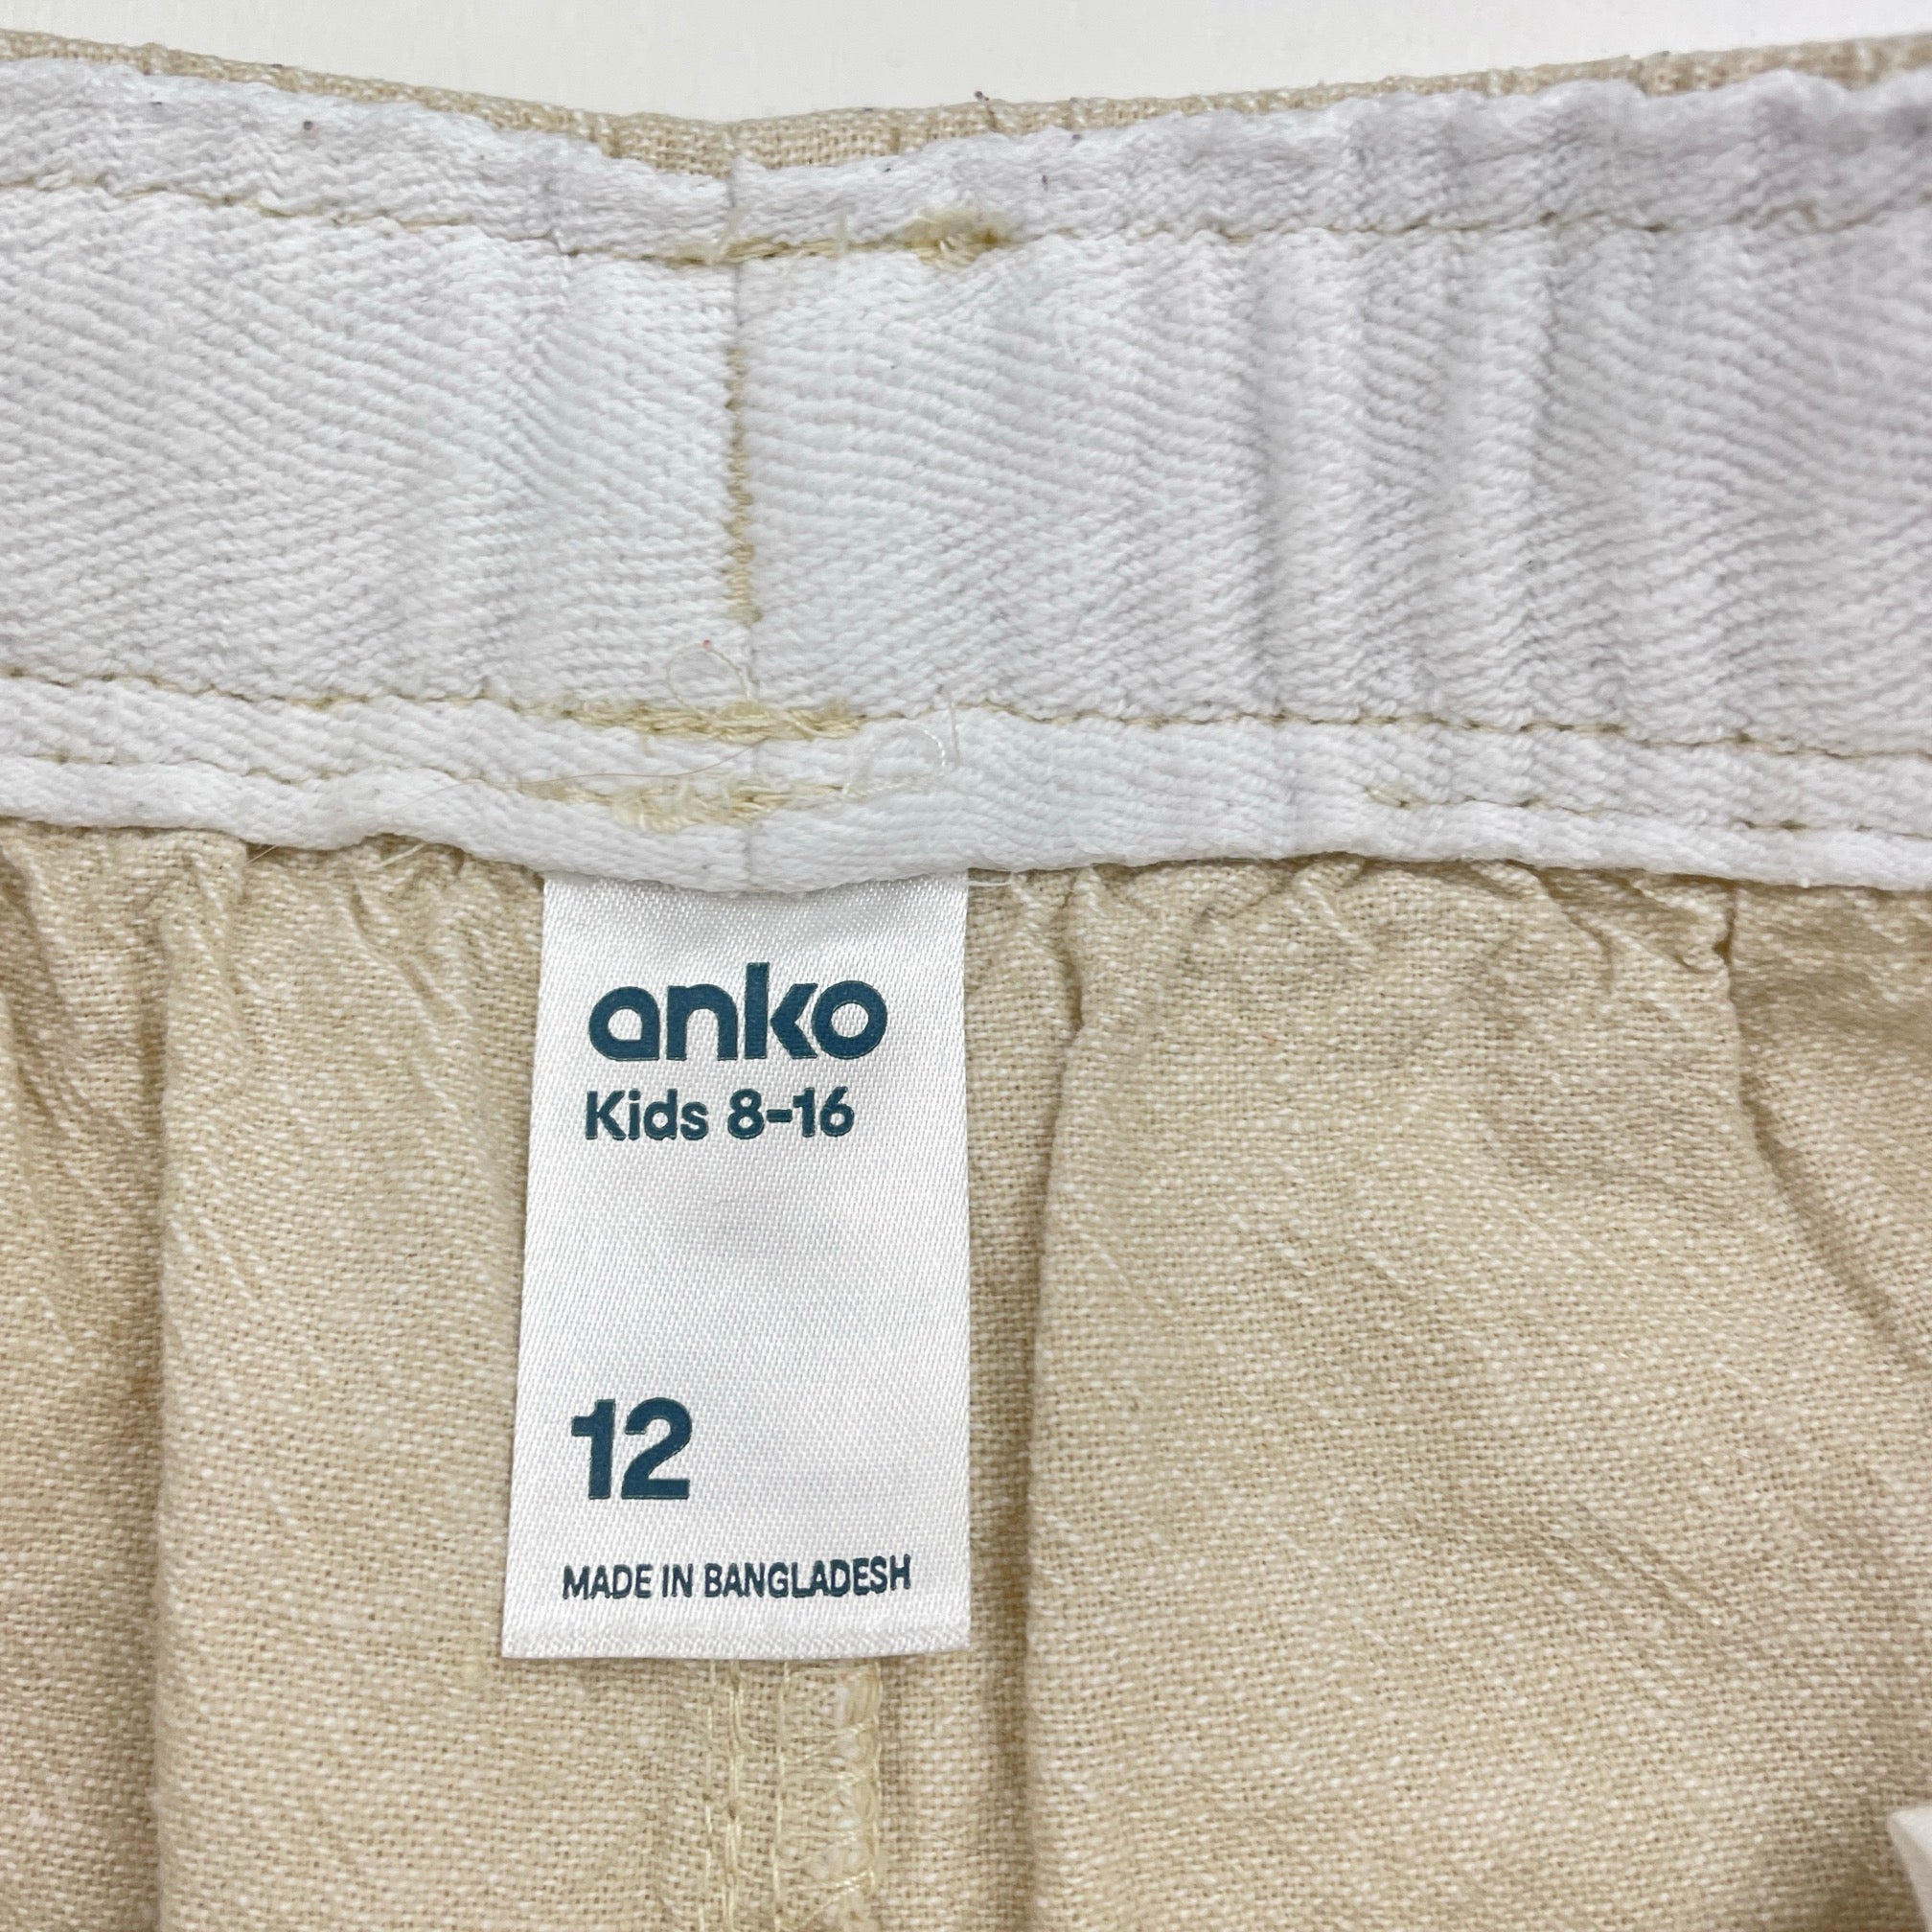 anko
Kids 8-16
12
MADE IN BANGLADESH